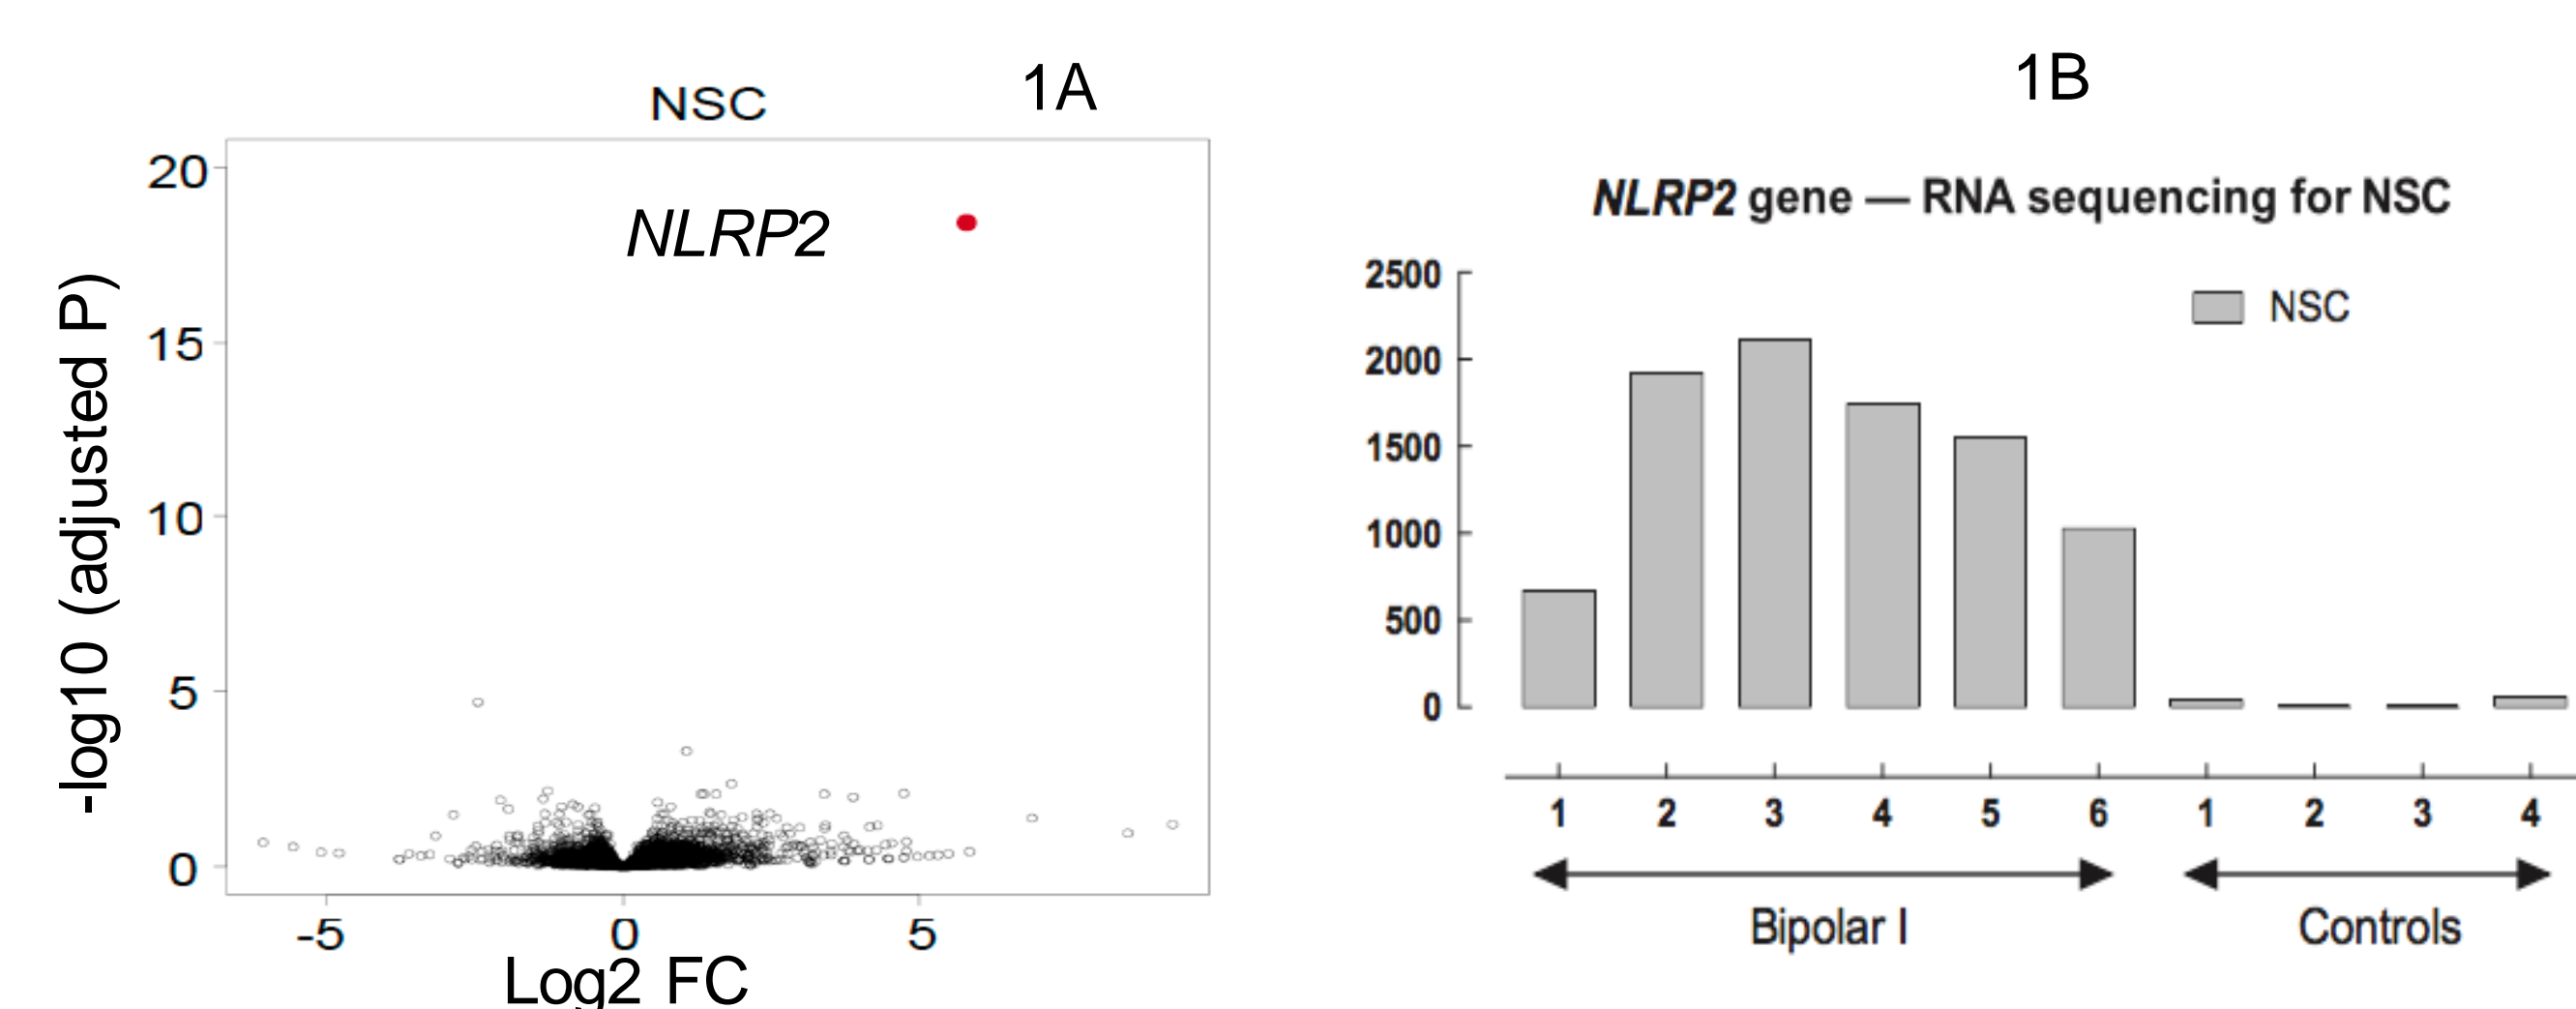 NSC
1A
20
15
10
5
0
-log10 (adjusted P)
NLRP2
-5 0 5
Log2 FC
1B
NLRP2 gene — RNA sequencing for NSC
NSC
2500
2000
1500
1000
500
0
1 2 3 4 5 6 1 2 3 4
Bipolar I Controls